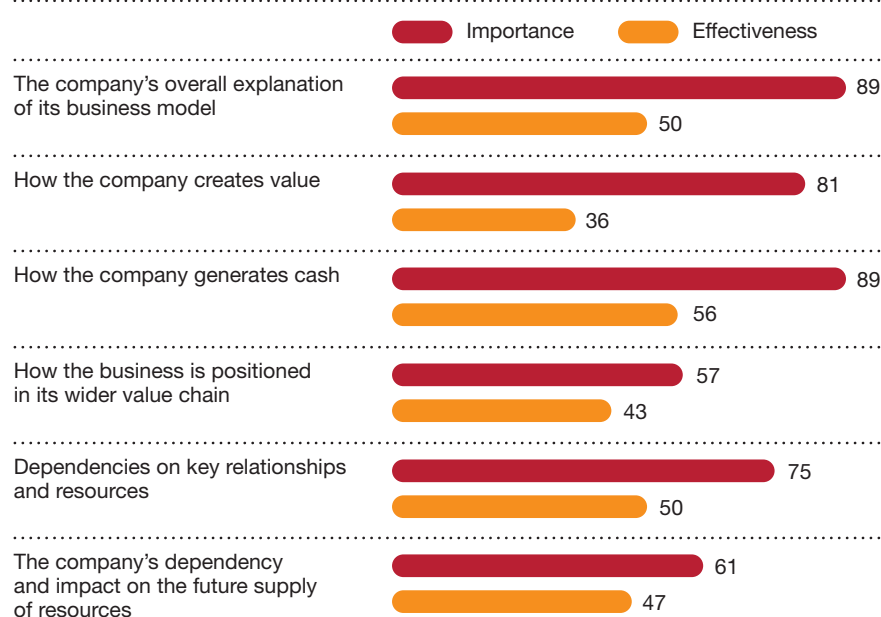 Importance Effectiveness
The company’s overall explanation
of its business model
89
50
How the company creates value
81
36
How the company generates cash
89
56
How the business is positioned
in its wider value chain
57
43
Dependencies on key relationships
and resources
75
50
The company’s dependency
and impact on the future supply
of resources
61
47